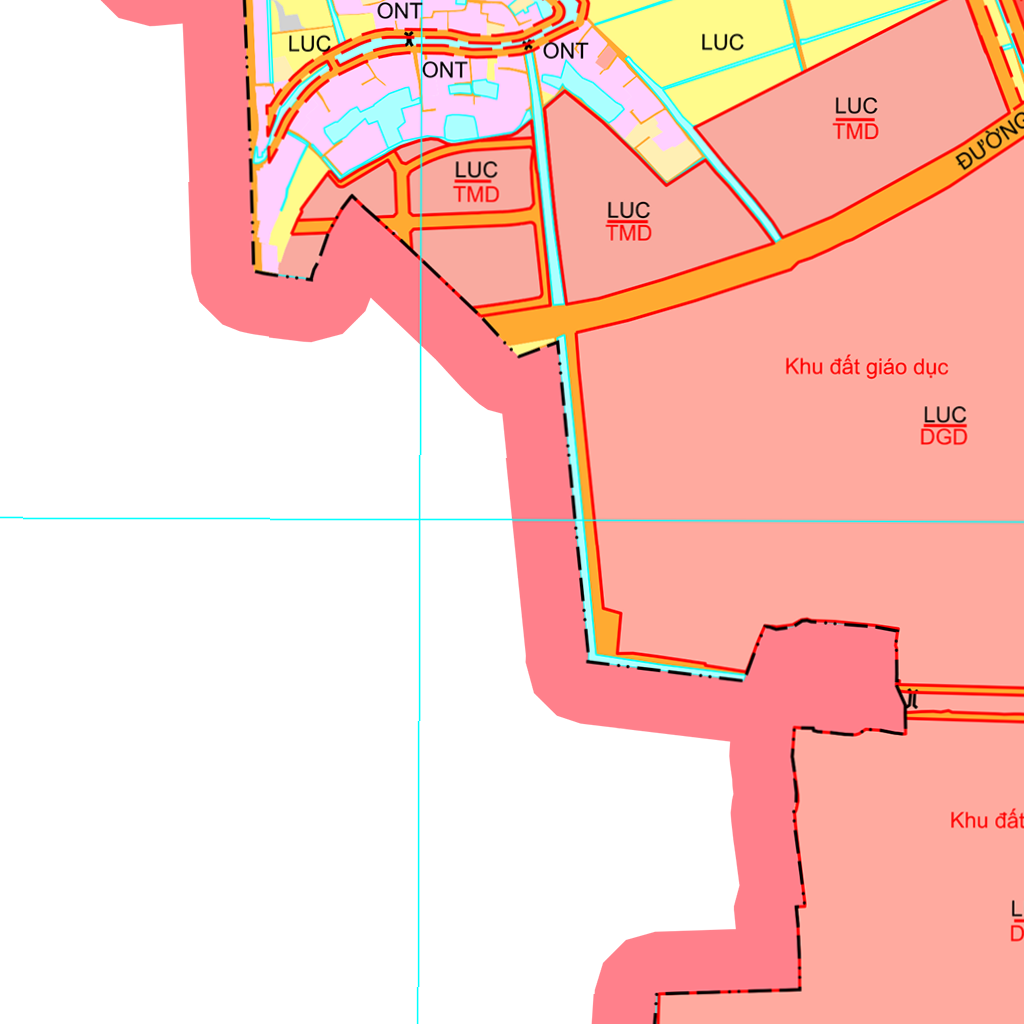 ONT
LUC
ONT
ONT
LUC
LUC
TMD
ĐƯỜNG
LUC
TMD
LUC
TMD
Khu đất giáo dục
LUC
DGD
Khu đất
L
D